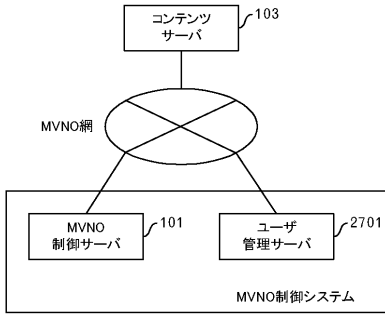 コンテンツ
サーバ
103
MVNO網
MVNO
制御サーバ
101
ユーザ
管理サーバ
2701
MVNO制御システム